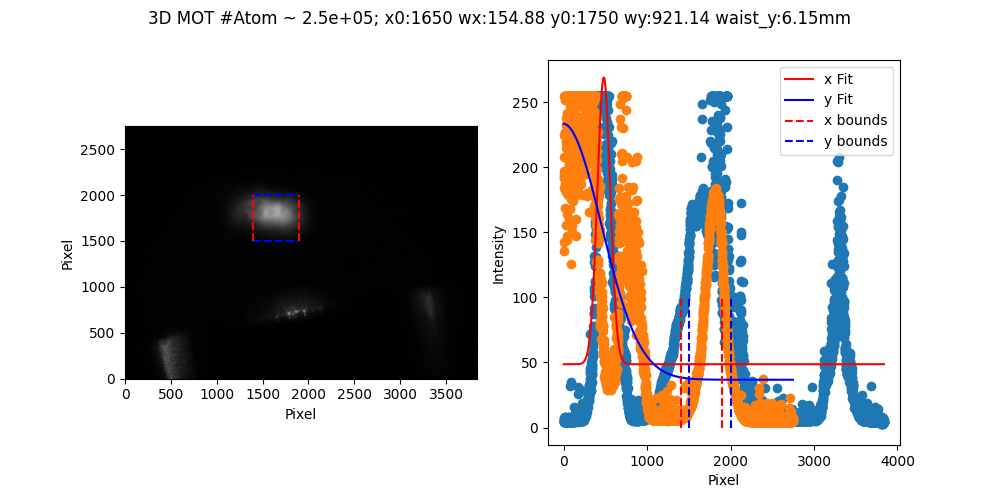 3D MOT #Atom ~ 2.5e+05; x0:1650 wx:154.88 y0:1750 wy:921.14 waist_y:6.15mm
2500
2000
1500
1000
500
0
Pixel
0 500 1000 1500 2000 2500 3000 3500
Pixel
250
200
150
100
50
0
Intensity
x Fit
y Fit
x bounds
y bounds
0 1000 2000 3000 4000
Pixel